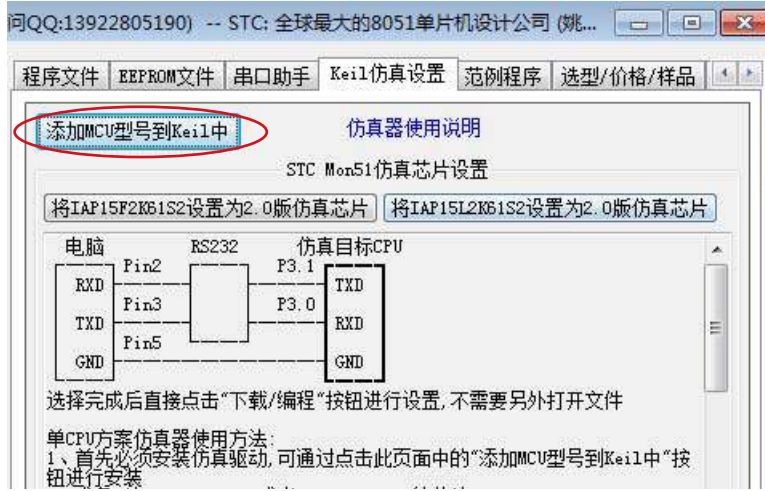 问QQ:13922805190) -- STC: 全球最大的8051单片机设计公司 (姚...
程序文件 EEPROM文件 串口助手 Keil仿真设置 范例程序 选型/价格/样品
添加MCU型号到Keil中 仿真器使用说明
STC Mon51仿真芯片设置
将IAP15F2K61S2设置为2.0版仿真芯片 将IAP15L2K61S2设置为2.0版仿真芯片
电脑 RS232 仿真目标CPU
Pin2 P3.1
RXD TXD
Pin3 P3.0
TXD RXD
Pin5
GND GND
选择完成后直接点击"下载/编程"按钮进行设置,不需要另外打开文件
单CPU方案仿真器使用方法:
1、首先必须安装仿真驱动,可通过点击此页面中的"添加MCU型号到Keil中"按
钮进行安装